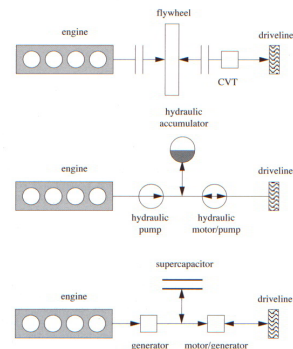 flywheel
engine
driveline
CVT
hydraulic
accumulator
engine
driveline
hydraulic
pump
hydraulic
motor/pump
supercapacitor
engine
driveline
generator
motor/generator